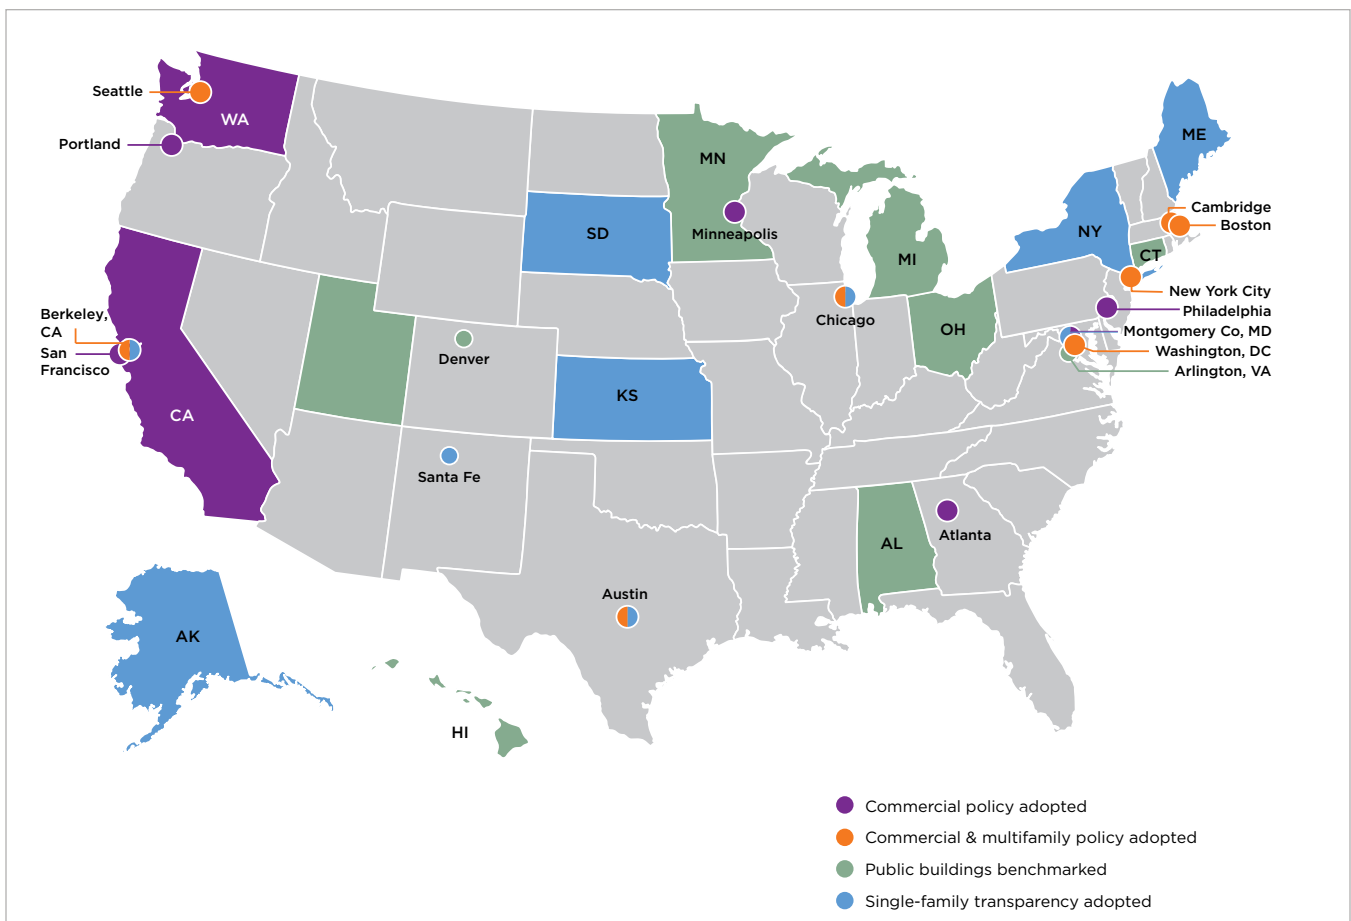 Seattle
WA
Portland
MN
ME
Cambridge
Boston
SD
Minneapolis
NY
CT
MI
New York City
Philadelphia
Berkeley,
CA
San
Francisco
Chicago
OH
Montgomery Co, MD
Washington, DC
Arlington, VA
Denver
KS
CA
Santa Fe
AL
Atlanta
Austin
AK
HI
Commercial policy adopted
Commercial & multifamily policy adopted
Public buildings benchmarked
Single-family transparency adopted